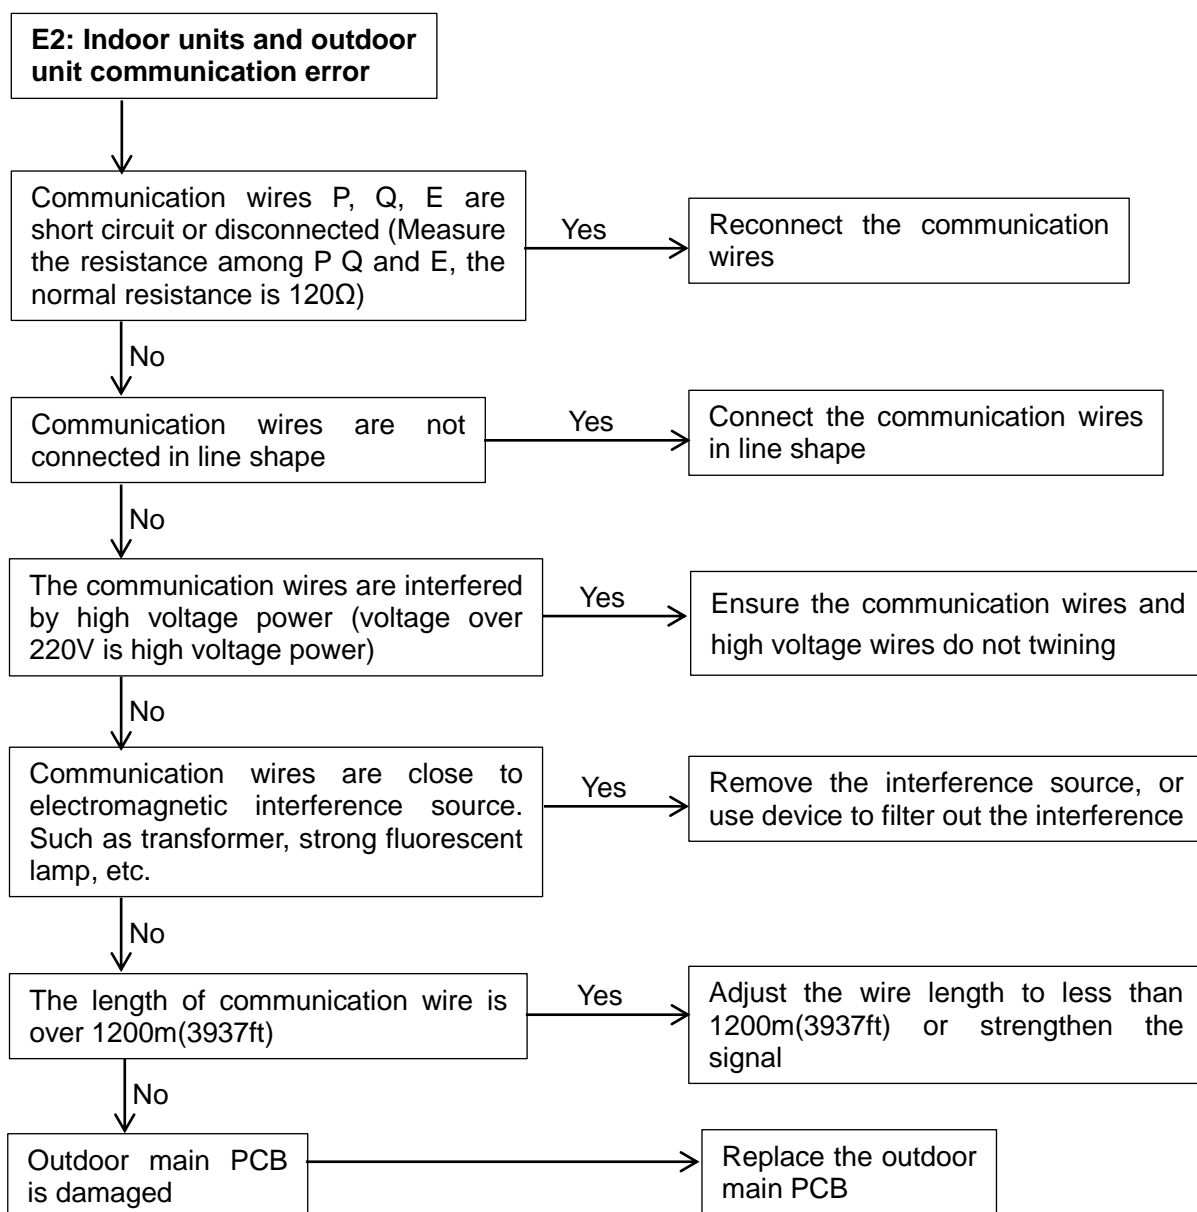 E2: Indoor units and outdoor
unit communication error
Communication wires P, Q, E are
short circuit or disconnected (Measure
the resistance among P Q and E, the
normal resistance is 120Ω)
Yes
Reconnect the communication
wires
No
Communication wires are not
connected in line shape
Yes
Connect the communication wires
in line shape
No
The communication wires are interfered
by high voltage power (voltage over
220V is high voltage power)
Yes
Ensure the communication wires and
high voltage wires do not twining
No
Communication wires are close to
electromagnetic interference source.
Such as transformer, strong fluorescent
lamp, etc.
Yes
Remove the interference source, or
use device to filter out the interference
No
The length of communication wire is
over 1200m(3937ft)
Yes
Adjust the wire length to less than
1200m(3937ft) or strengthen the
signal
No
Outdoor main PCB
is damaged
Replace the outdoor
main PCB